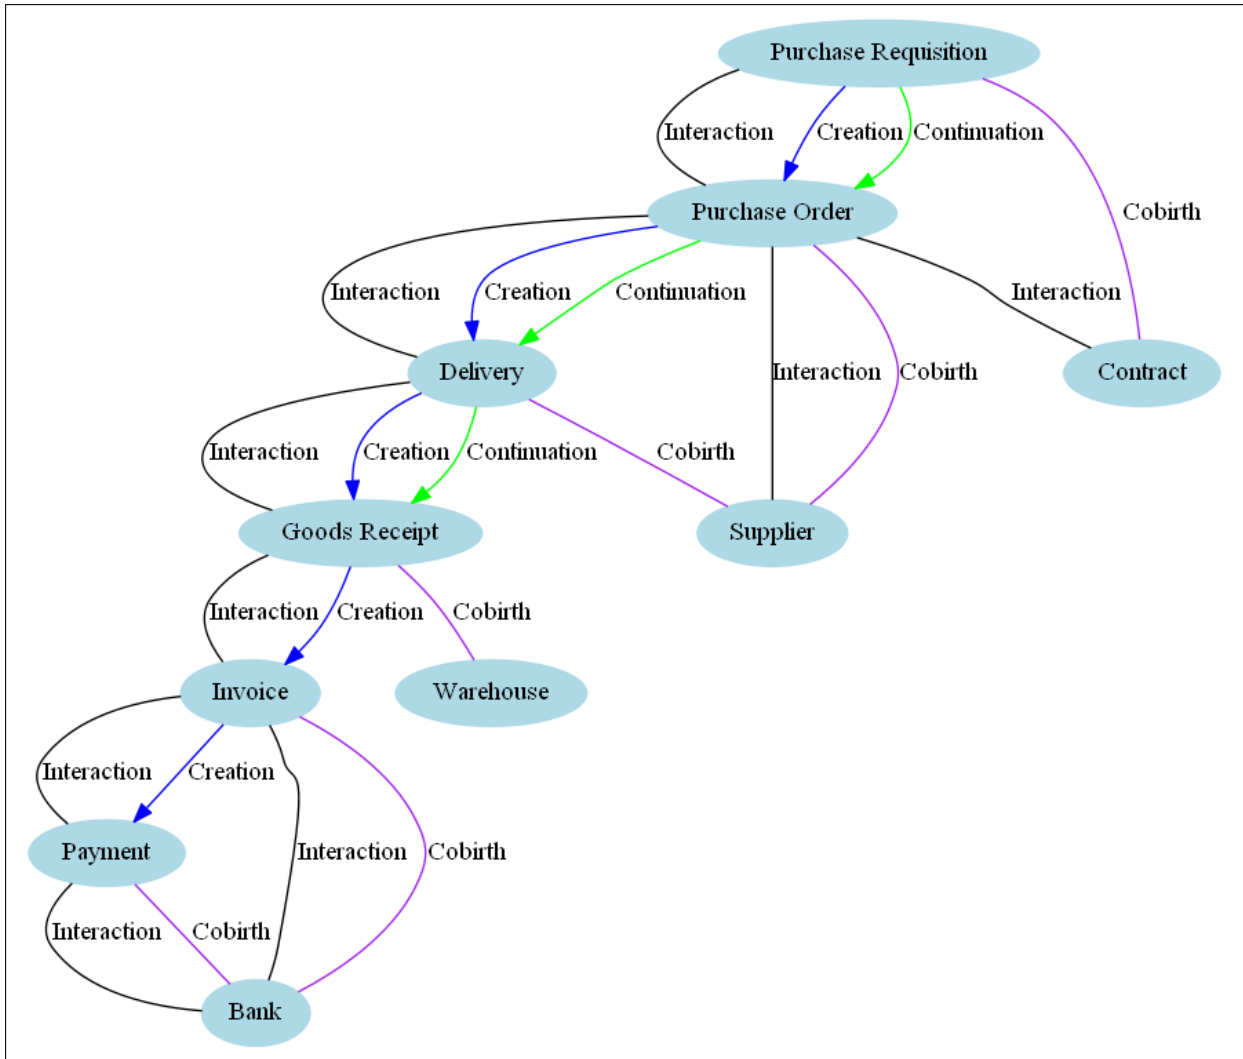 Purchase Requisition
Interaction
Creation
Continuation
Cobirth
Purchase Order
Interaction
Creation
Continuation
Interaction
Delivery
Interaction
Cobirth
Contract
Interaction
Creation
Continuation
Cobirth
Goods Receipt
Supplier
Interaction
Creation
Cobirth
Invoice
Warehouse
Interaction
Creation
Payment
Interaction
Cobirth
Interaction
Cobirth
Bank